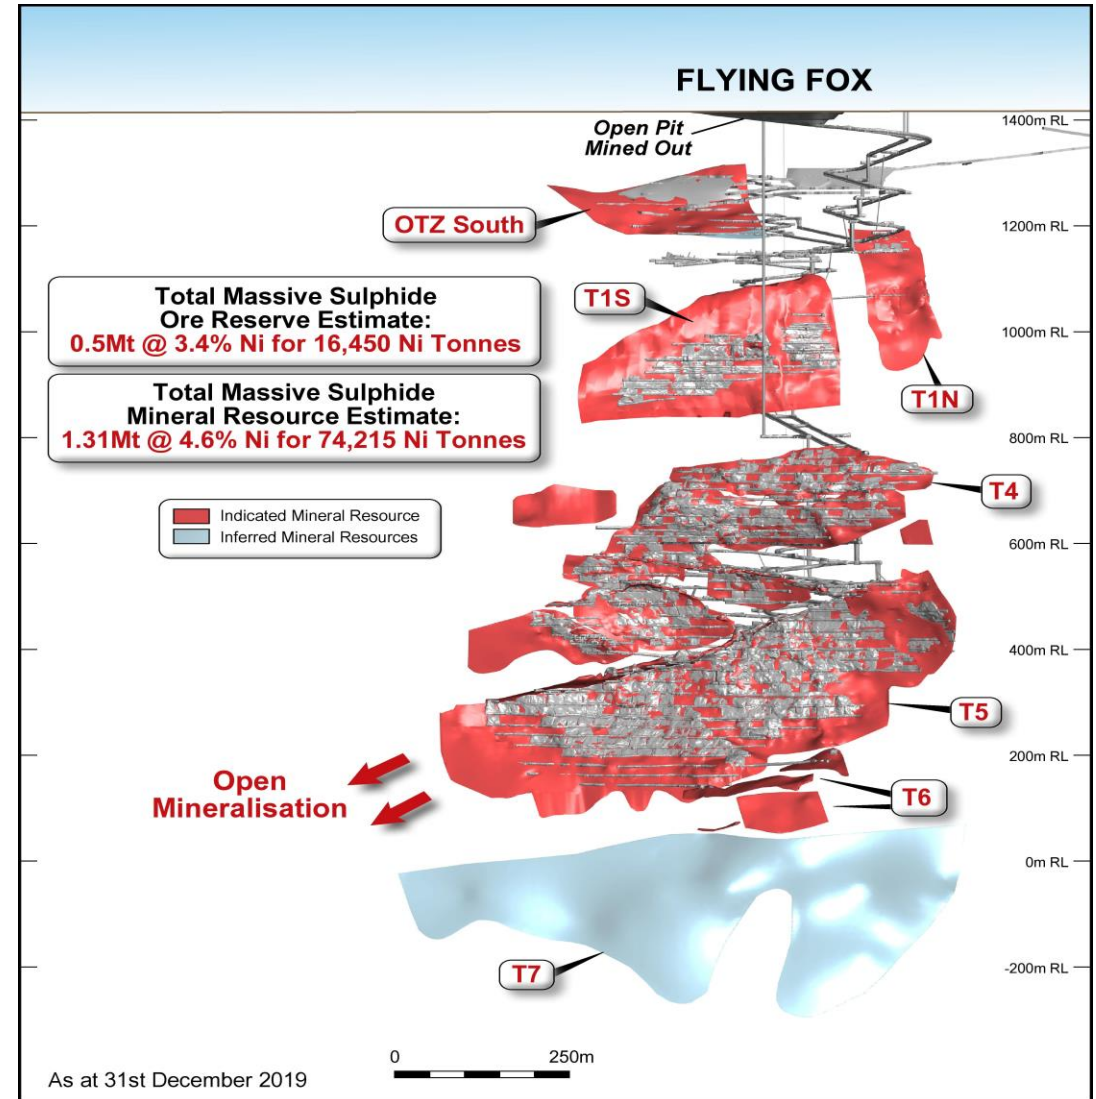 FLYING FOX
Open Pit
Mined Out
1400m RL
OTZ South
1200m RL
Total Massive Sulphide
Ore Reserve Estimate:
0.5Mt @ 3.4% Ni for 16,450 Ni Tonnes
T1S
1000m RL
Total Massive Sulphide
Mineral Resource Estimate:
1.31Mt @ 4.6% Ni for 74,215 Ni Tonnes
T1N
800m RL
T4
Indicated Mineral Resource
Inferred Mineral Resources
600m RL
400m RL
T5
200m RL
Open
Mineralisation
T6
0m RL
T7
-200m RL
0 250m
As at 31st December 2019